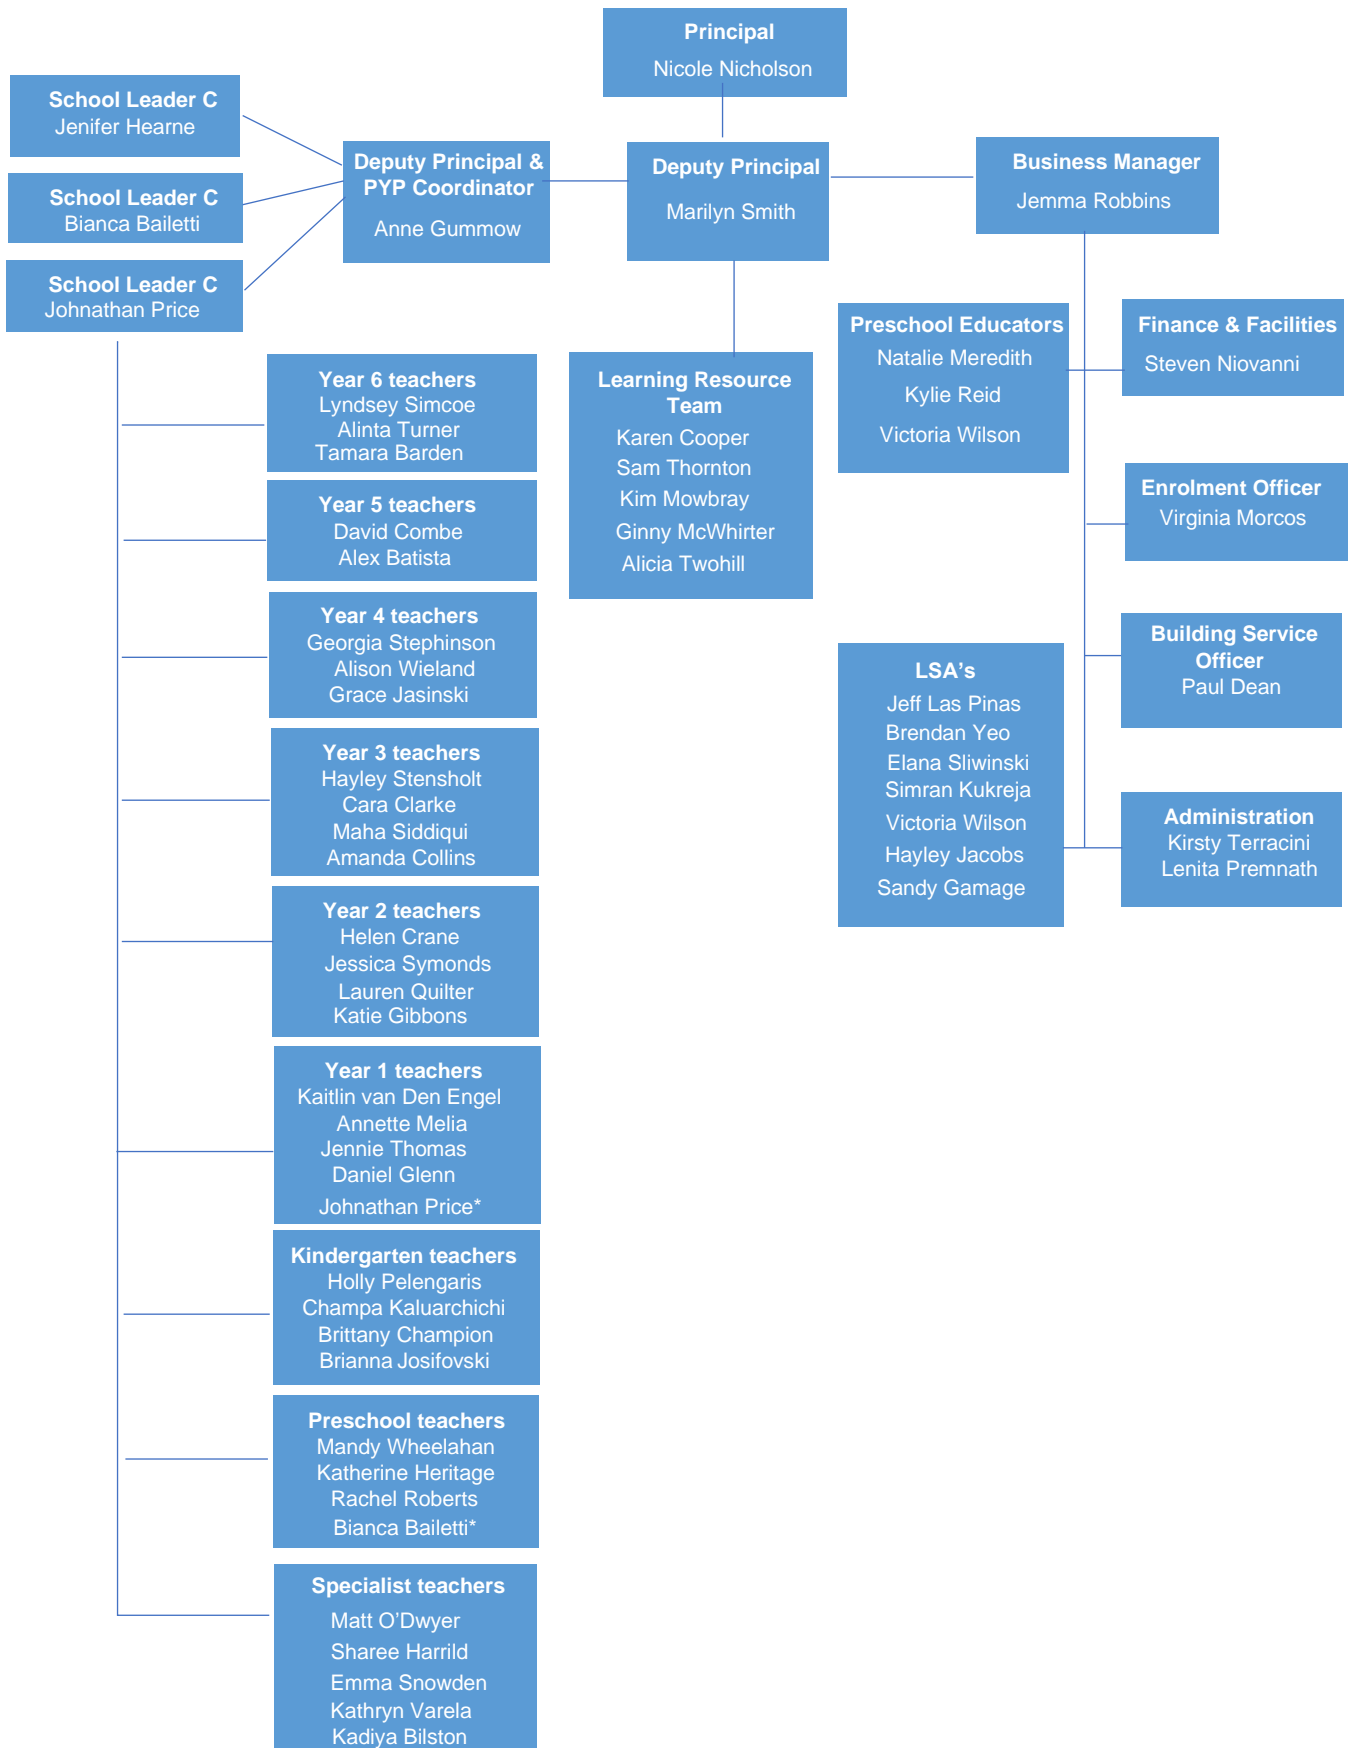 Principal
Nicole Nicholson
School Leader C
Jenifer Hearne
School Leader C
Bianca Bailetti
School Leader C
Johnathan Price
Deputy Principal &
PYP Coordinator
Anne Gummow
Deputy Principal
Marilyn Smith
Business Manager
Jemma Robbins
Year 6 teachers
Lyndsey Simcoe
Alinta Turner
Tamara Barden
Year 5 teachers
David Combe
Alex Batista
Year 4 teachers
Georgia Stephinson
Alison Wieland
Grace Jasinski
Year 3 teachers
Hayley Stensholt
Cara Clarke
Maha Siddiqui
Amanda Collins
Year 2 teachers
Helen Crane
Jessica Symonds
Lauren Quilter
Katie Gibbons
Year 1 teachers
Kaitlin van Den Engel
Annette Melia
Jennie Thomas
Daniel Glenn
Johnathan Price*
Kindergarten teachers
Holly Pelengaris
Champa Kaluarchichi
Brittany Champion
Brianna Josifovski
Preschool teachers
Mandy Wheelahan
Katherine Heritage
Rachel Roberts
Bianca Bailetti*
Specialist teachers
Matt O’Dwyer
Sharee Harrild
Emma Snowden
Kathryn Varela
Kadiya Bilston
Learning Resource
Team
Karen Cooper
Sam Thornton
Kim Mowbray
Ginny McWhirter
Alicia Twohill
Preschool Educators
Natalie Meredith
Kylie Reid
Victoria Wilson
LSA’s
Jeff Las Pinas
Brendan Yeo
Elana Sliwinski
Simran Kukreja
Victoria Wilson
Hayley Jacobs
Sandy Gamage
Finance & Facilities
Steven Niovanni
Enrolment Officer
Virginia Morcos
Building Service
Officer
Paul Dean
Administration
Kirsty Terracini
Lenita Premnath